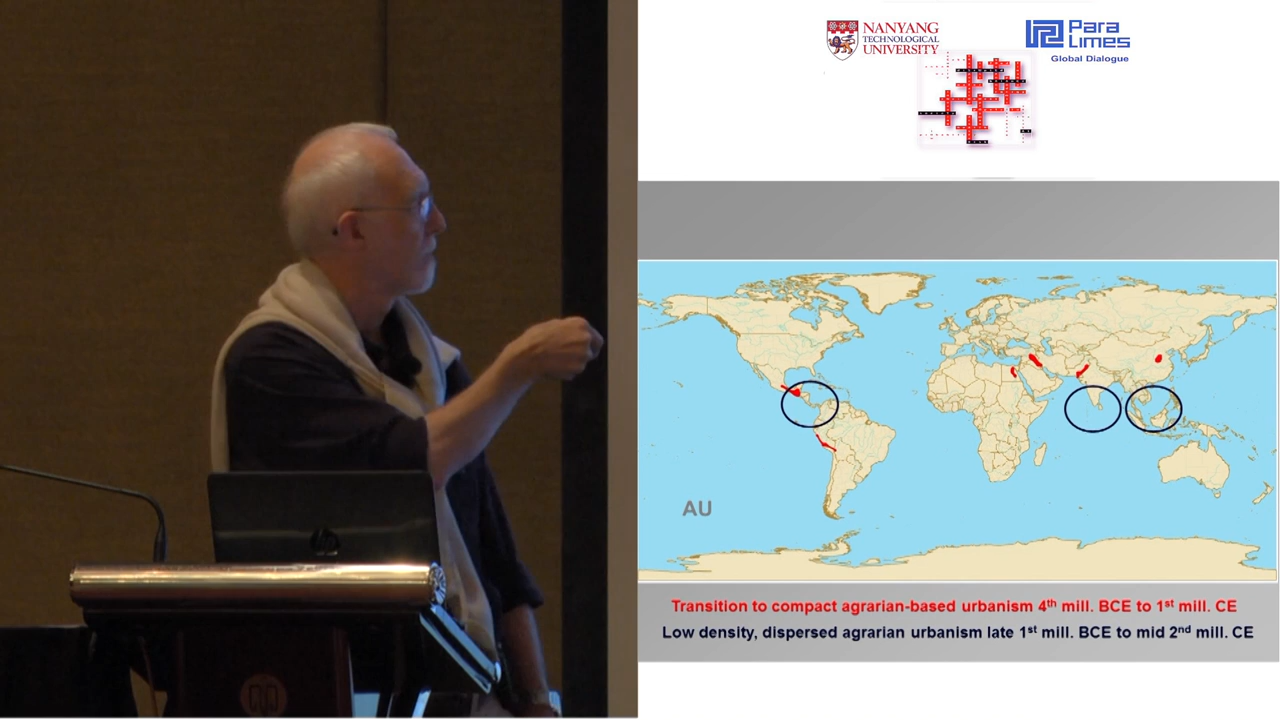 NANYANG
TECHNOLOGICAL
UNIVERSITY
Para
Limes
Global Dialogue
AU
Transition to compact agrarian-based urbanism 4th mill. BCE to 1st mill. CE
Low density, dispersed agrarian urbanism late 1st mill. BCE to mid 2nd mill. CE
hp